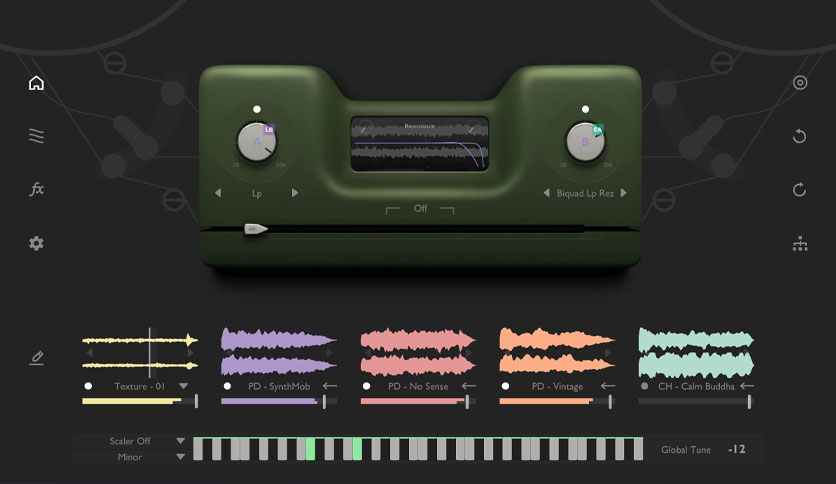 fx
LB
EA
A
B
Resonance
20
20k
20
20k
Lp
Biquad Lp Rez
Off
Texture - 01
PD - SynthMob
PD - No Sense
PD - Vintage
CH - Calm Buddha
Scaler Off
Minor
Global Tune
-12